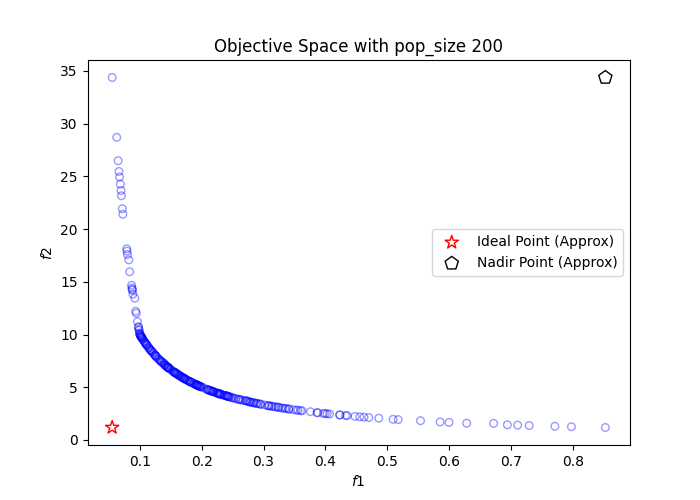 Objective Space with pop_size 200
35
30
25
20
15
10
5
0
f2
Ideal Point (Approx)
Nadir Point (Approx)
0.1 0.2 0.3 0.4 0.5 0.6 0.7 0.8
f1